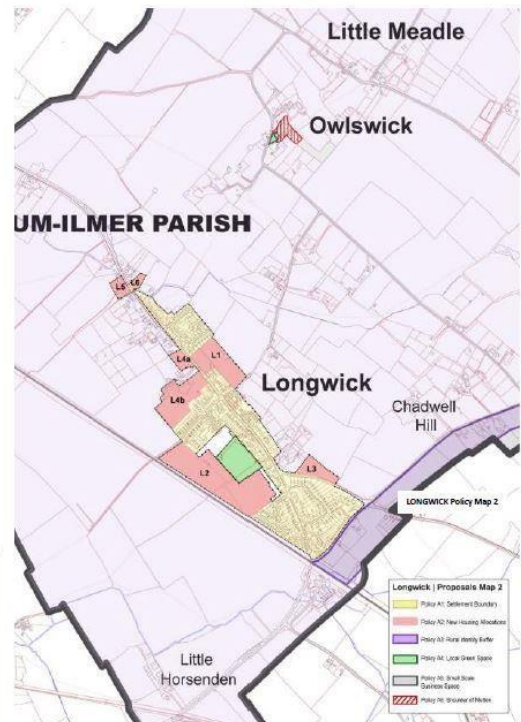 Little Meadle
Owlswick
UM-ILMER PARISH
L5
L6
L4a
L1
L4b
Longwick
Chadwell
Hill
L2
L3
LONGWICK Policy Map 2
Little
Horsenden
Longwick | Proposals Map 2
Policy A1: Settlement Boundary
Policy A2: New Housing Allocations
Policy A3: Rural Identity Buffer
Policy A4: Local Green Space
Policy A5: Small Scale
Business Space